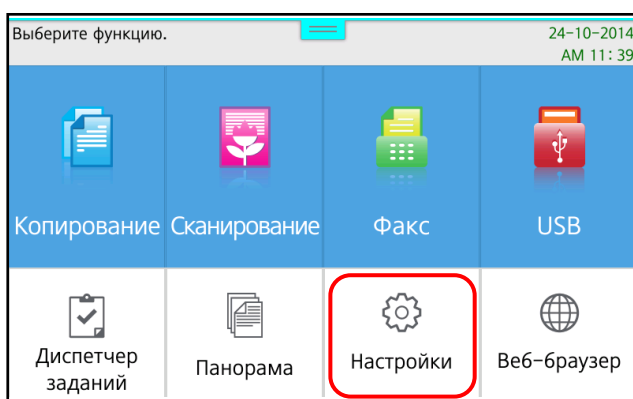 Выберите функцию.
24-10-2014
AM 11: 39
Копирование
Сканирование
Факс
USB
Диспетчер
заданий
Панорама
Настройки
Веб-браузер